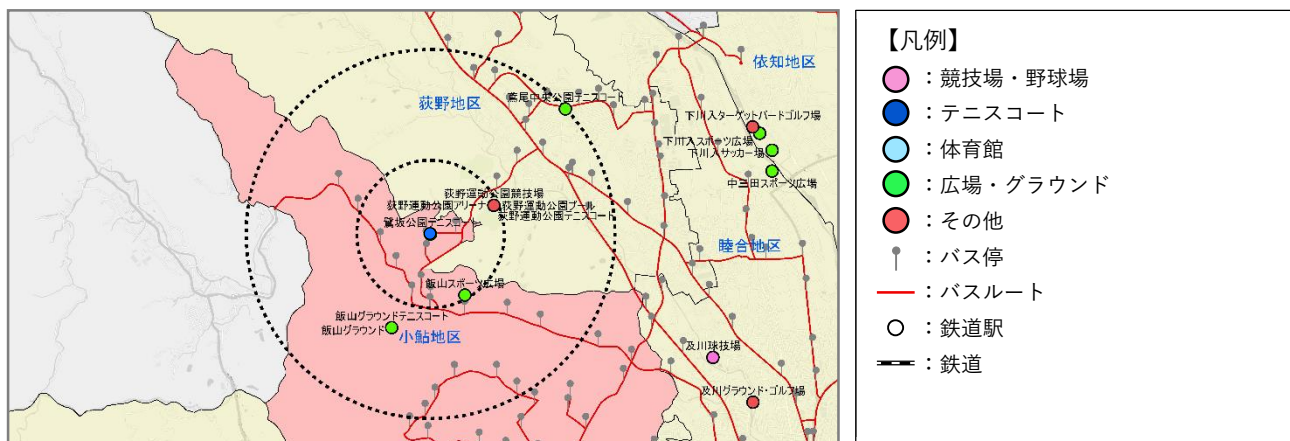 依知地区
荻野地区
鳶尾中央公園テニスコート
下川入ターゲットバードゴルフ場
下川入スポーツ広場
下川入サッカー場
中三田スポーツ広場
荻野運動公園競技場
荻野運動公園アリーナ
荻野運動公園プール
荻野運動公園テニスコート
鷺坂公園テニスコート
睦合地区
飯山スポーツ広場
飯山グラウンドテニスコート
飯山グラウンド
小鮎地区
及川球技場
及川グラウンド・ゴルフ場
【凡例】
：競技場・野球場
：テニスコート
：体育館
：広場・グラウンド
：その他
：バス停
：バスルート
：鉄道駅
：鉄道